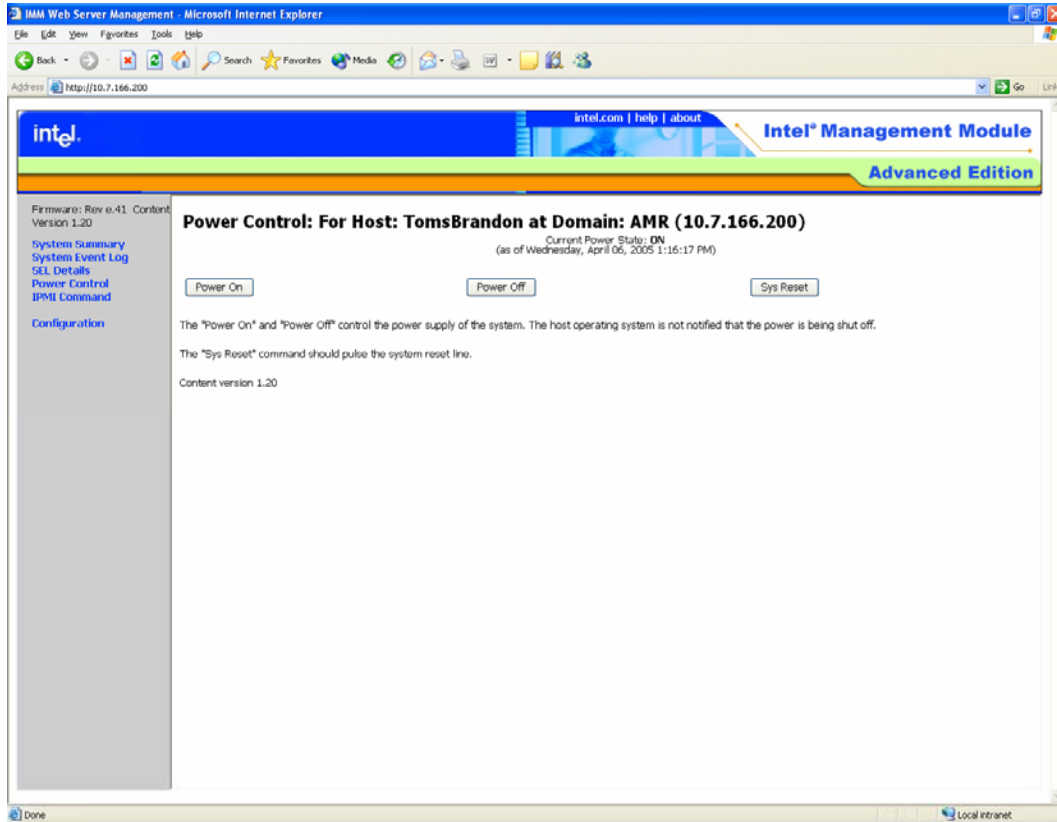 IMM Web Server Management - Microsoft Internet Explorer
File Edit View Favorites Tools Help
Back Search Favorites Media
Address http://10.7.166.200 Go
intel.
intel.com | help | about
Intel® Management Module
Advanced Edition
Firmware: Rev e.41 Content
Version 1.20
System Summary
System Event Log
SEL Details
Power Control
IPMI Command
Configuration
Power Control: For Host: TomsBrandon at Domain: AMR (10.7.166.200)
Current Power State: ON
(as of Wednesday, April 06, 2005 1:16:17 PM)
Power On Power Off Sys Reset
The "Power On" and "Power Off" control the power supply of the system. The host operating system is not notified that the power is being shut off.
The "Sys Reset" command should pulse the system reset line.
Content version 1.20
Done Local intranet